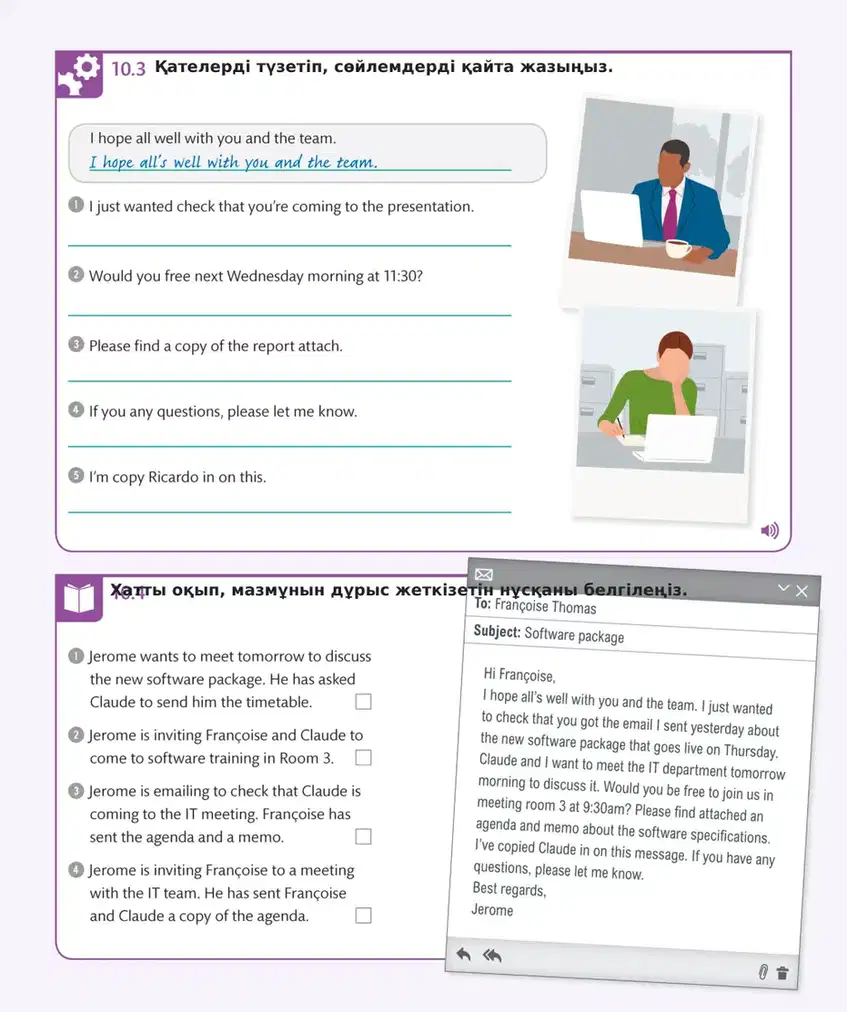 10.3 Қателерді түзетіп, сөйлемдерді қайта жазыңыз.
I hope all well with you and the team.
I hope all's well with you and the team.
1 I just wanted check that you're coming to the presentation.
2 Would you free next Wednesday morning at 11:30?
3 Please find a copy of the report attach.
4 If you any questions, please let me know.
5 I'm copy Ricardo in on this.
10.4 Хатты оқып, мазмұнын дұрыс жеткізетін нұсқаны белгілеңіз.
1 Jerome wants to meet tomorrow to discuss
the new software package. He has asked
Claude to send him the timetable.
2 Jerome is inviting Françoise and Claude to
come to software training in Room 3.
3 Jerome is emailing to check that Claude is
coming to the IT meeting. Françoise has
sent the agenda and a memo.
4 Jerome is inviting Françoise to a meeting
with the IT team. He has sent Françoise
and Claude a copy of the agenda.
To: Françoise Thomas
Subject: Software package
Hi Françoise,
I hope all's well with you and the team. I just wanted
to check that you got the email I sent yesterday about
the new software package that goes live on Thursday.
Claude and I want to meet the IT department tomorrow
morning to discuss it. Would you be free to join us in
meeting room 3 at 9:30am? Please find attached an
agenda and memo about the software specifications.
I've copied Claude in on this message. If you have any
questions, please let me know.
Best regards,
Jerome